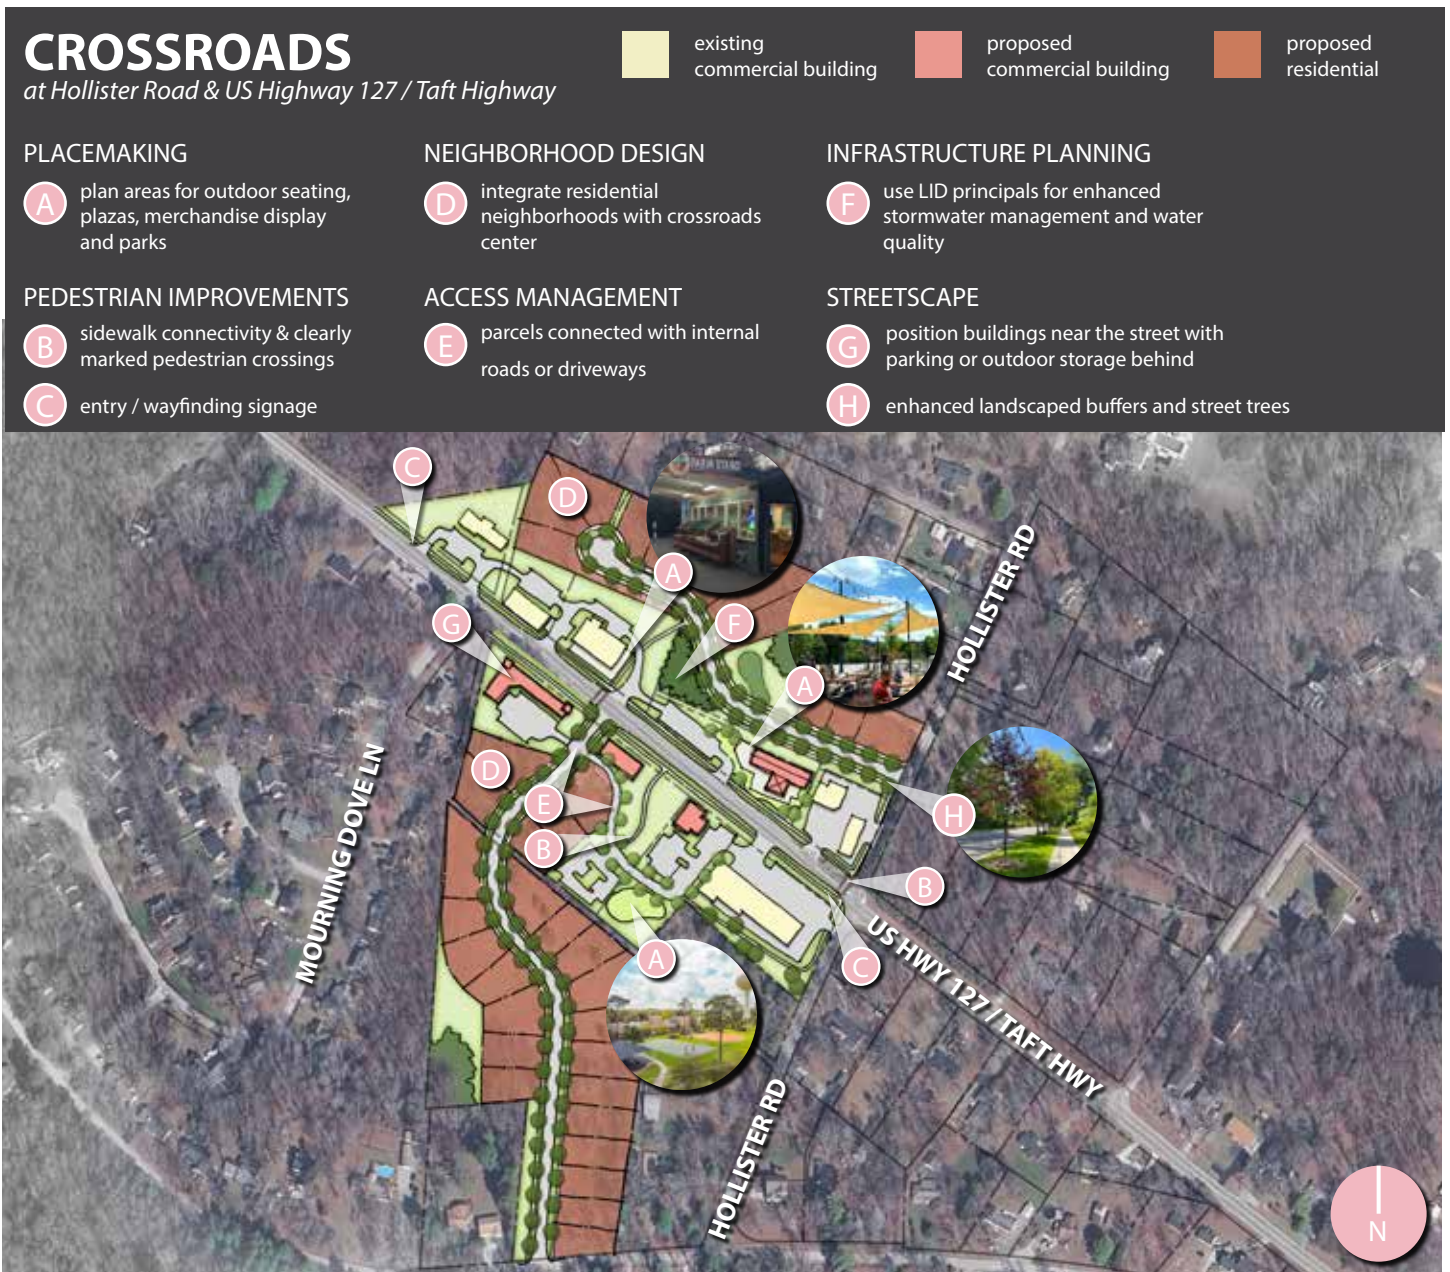 CROSSROADS
at Hollister Road & US Highway 127 / Taft Highway
existing
commercial building
proposed
commercial building
proposed
residential
PLACEMAKING
A
plan areas for outdoor seating,
plazas, merchandise display
and parks
NEIGHBORHOOD DESIGN
D
integrate residential
neighborhoods with crossroads
center
INFRASTRUCTURE PLANNING
F
use LID principals for enhanced
stormwater management and water
quality
PEDESTRIAN IMPROVEMENTS
B
sidewalk connectivity & clearly
marked pedestrian crossings
C
entry / wayfinding signage
ACCESS MANAGEMENT
E
parcels connected with internal
roads or driveways
STREETSCAPE
G
position buildings near the street with
parking or outdoor storage behind
H
enhanced landscaped buffers and street trees
C
D
A
G
F
HOLLISTER RD
A
D
E
H
B
MOURNING DOVE LN
B
A
C
US HWY 127 / TAFT HWY
HOLLISTER RD
N